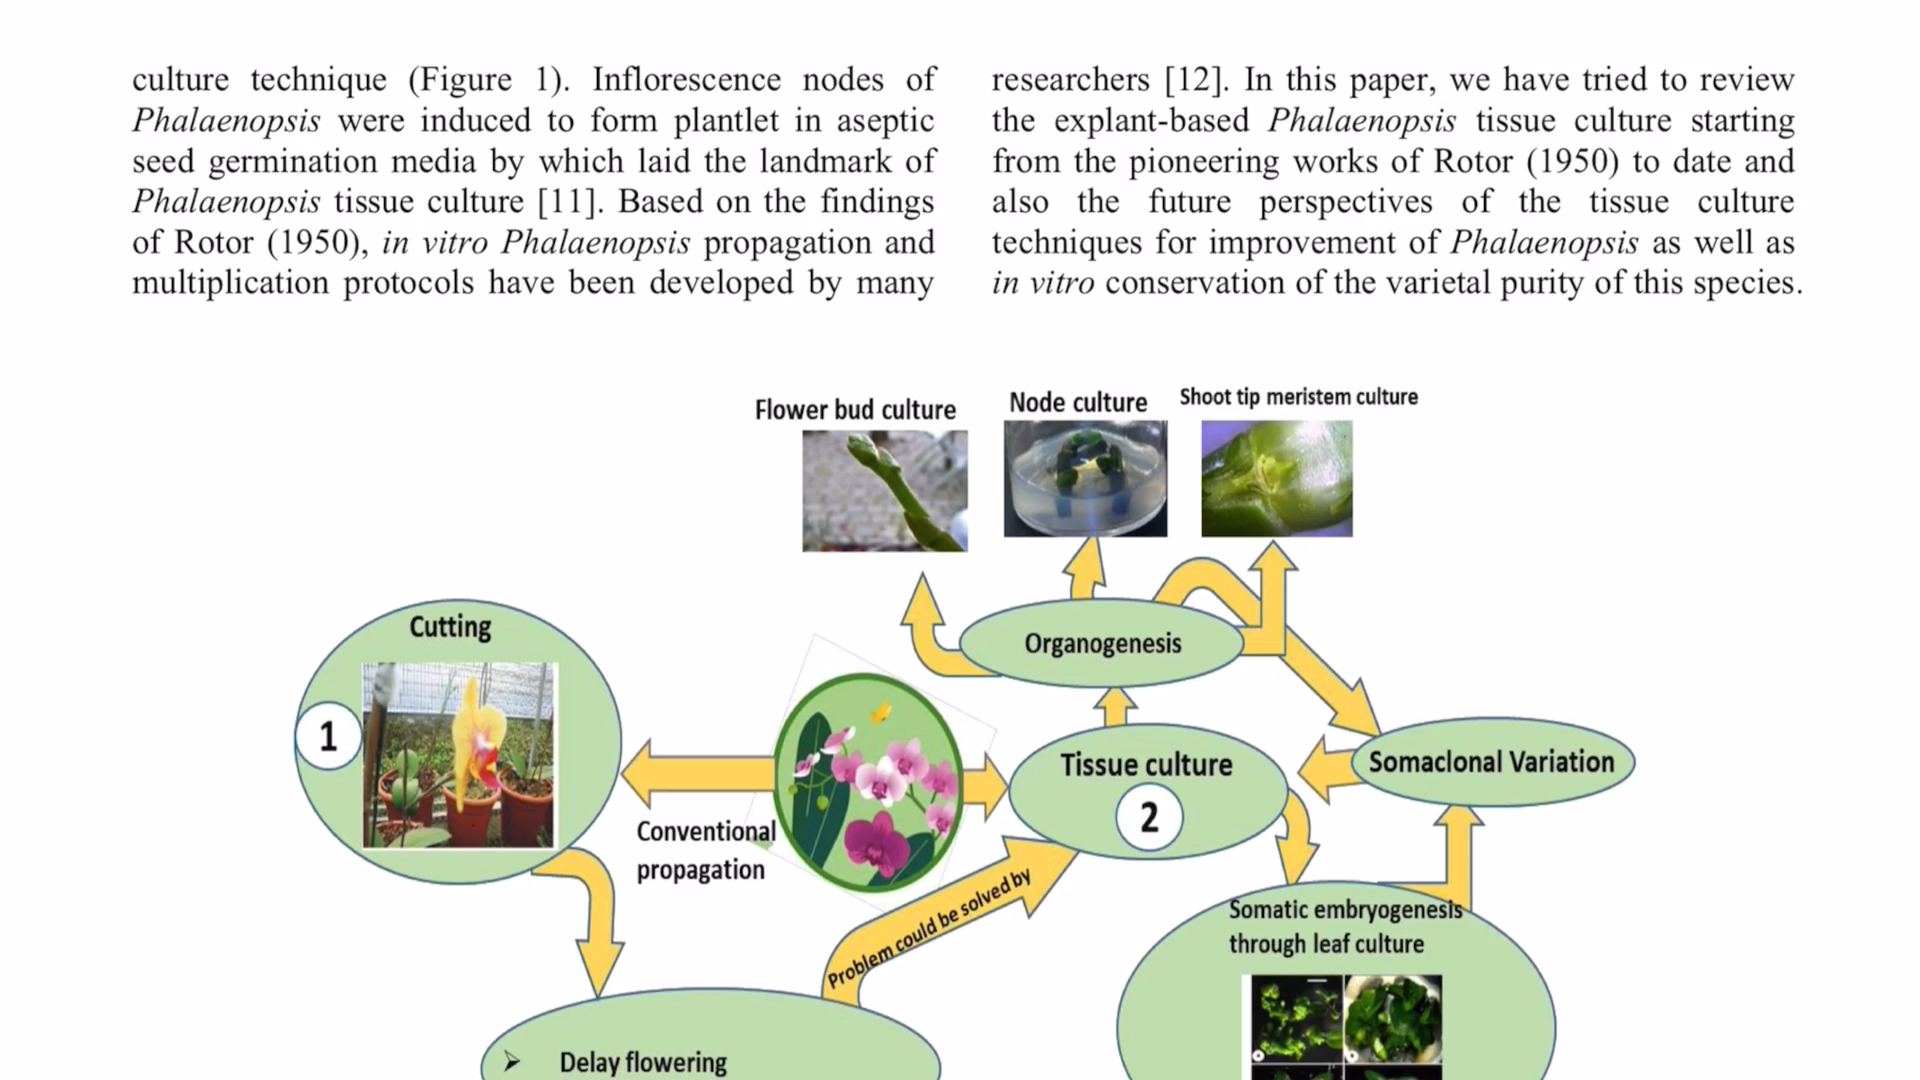 culture technique (Figure 1). Inflorescence nodes of
Phalaenopsis were induced to form plantlet in aseptic
seed germination media by which laid the landmark of
Phalaenopsis tissue culture [11]. Based on the findings
of Rotor (1950), in vitro Phalaenopsis propagation and
multiplication protocols have been developed by many
researchers [12]. In this paper, we have tried to review
the explant-based Phalaenopsis tissue culture starting
from the pioneering works of Rotor (1950) to date and
also the future perspectives of the tissue culture
techniques for improvement of Phalaenopsis as well as
in vitro conservation of the varietal purity of this species.
Flower bud culture
Node culture
Shoot tip meristem culture
Organogenesis
Cutting
1
Conventional
propagation
Tissue culture
2
Somaclonal Variation
Problem could be solved by
Somatic embryogenesis
through leaf culture
➢ Delay flowering